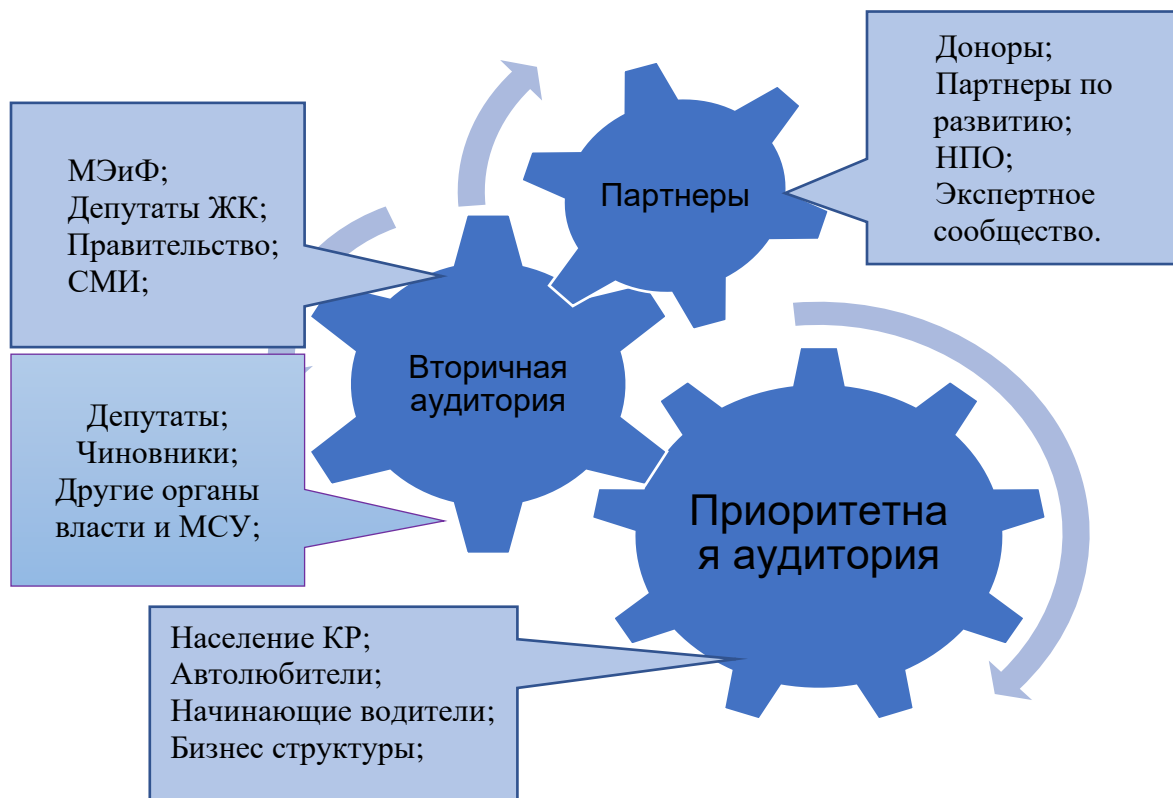 Доноры;
Партнеры по
развитию;
НПО;
Экспертное
сообщество.
Партнеры
МЭиФ;
Депутаты ЖК;
Правительство;
СМИ;
Вторичная
аудитория
Депутаты;
Чиновники;
Другие органы
власти и МСУ;
Приоритетна
я аудитория
Население КР;
Автолюбители;
Начинающие водители;
Бизнес структуры;